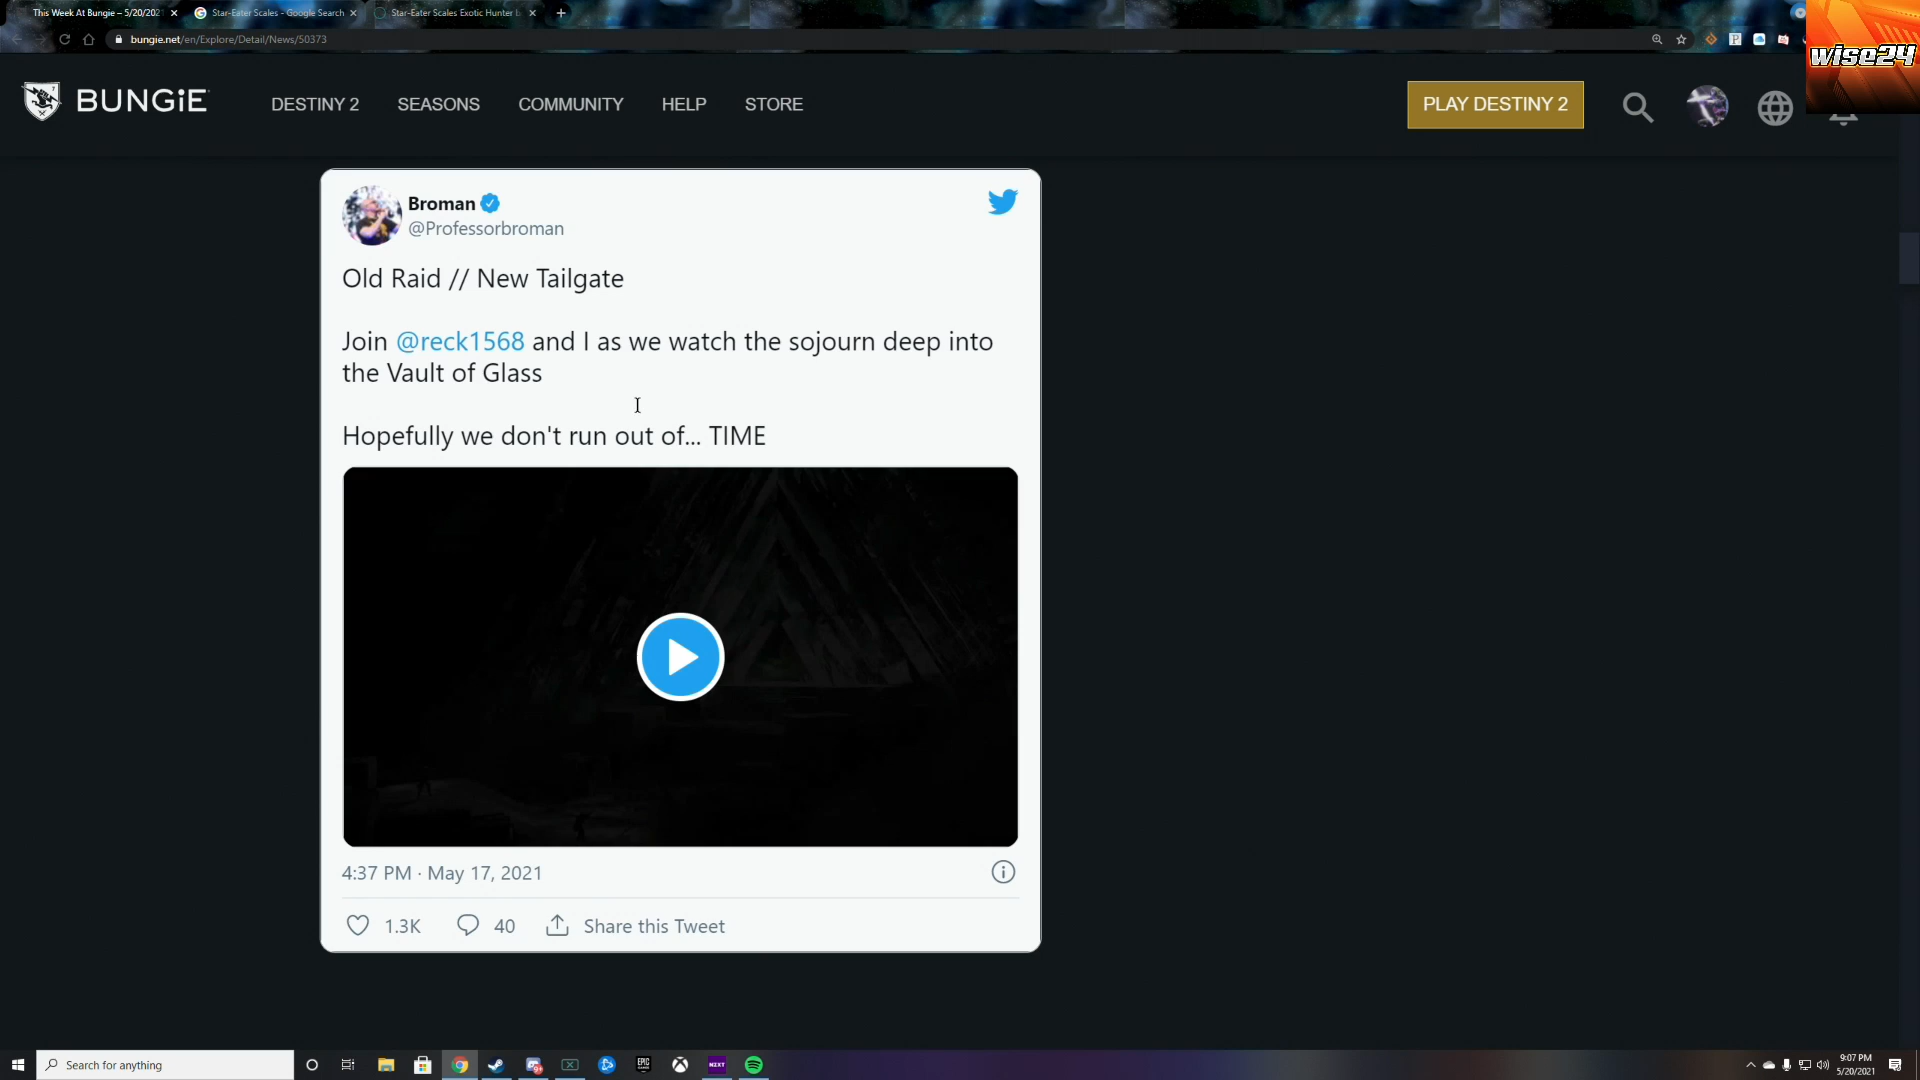 This Week At Bungie – 5/20/2021
Star-Eater Scales - Google Search
Star-Eater Scales Exotic Hunter
bungie.net/en/Explore/Detail/News/50373
wise24
BUNGiE
DESTINY 2
SEASONS
COMMUNITY
HELP
STORE
PLAY DESTINY 2
Broman
@Professorbroman
Old Raid // New Tailgate
Join @reck1568 and I as we watch the sojourn deep into
the Vault of Glass
Hopefully we don't run out of... TIME
4:37 PM · May 17, 2021
1.3K
40
Share this Tweet
Search for anything
EPIC
NZXT
9:07 PM
5/20/2021